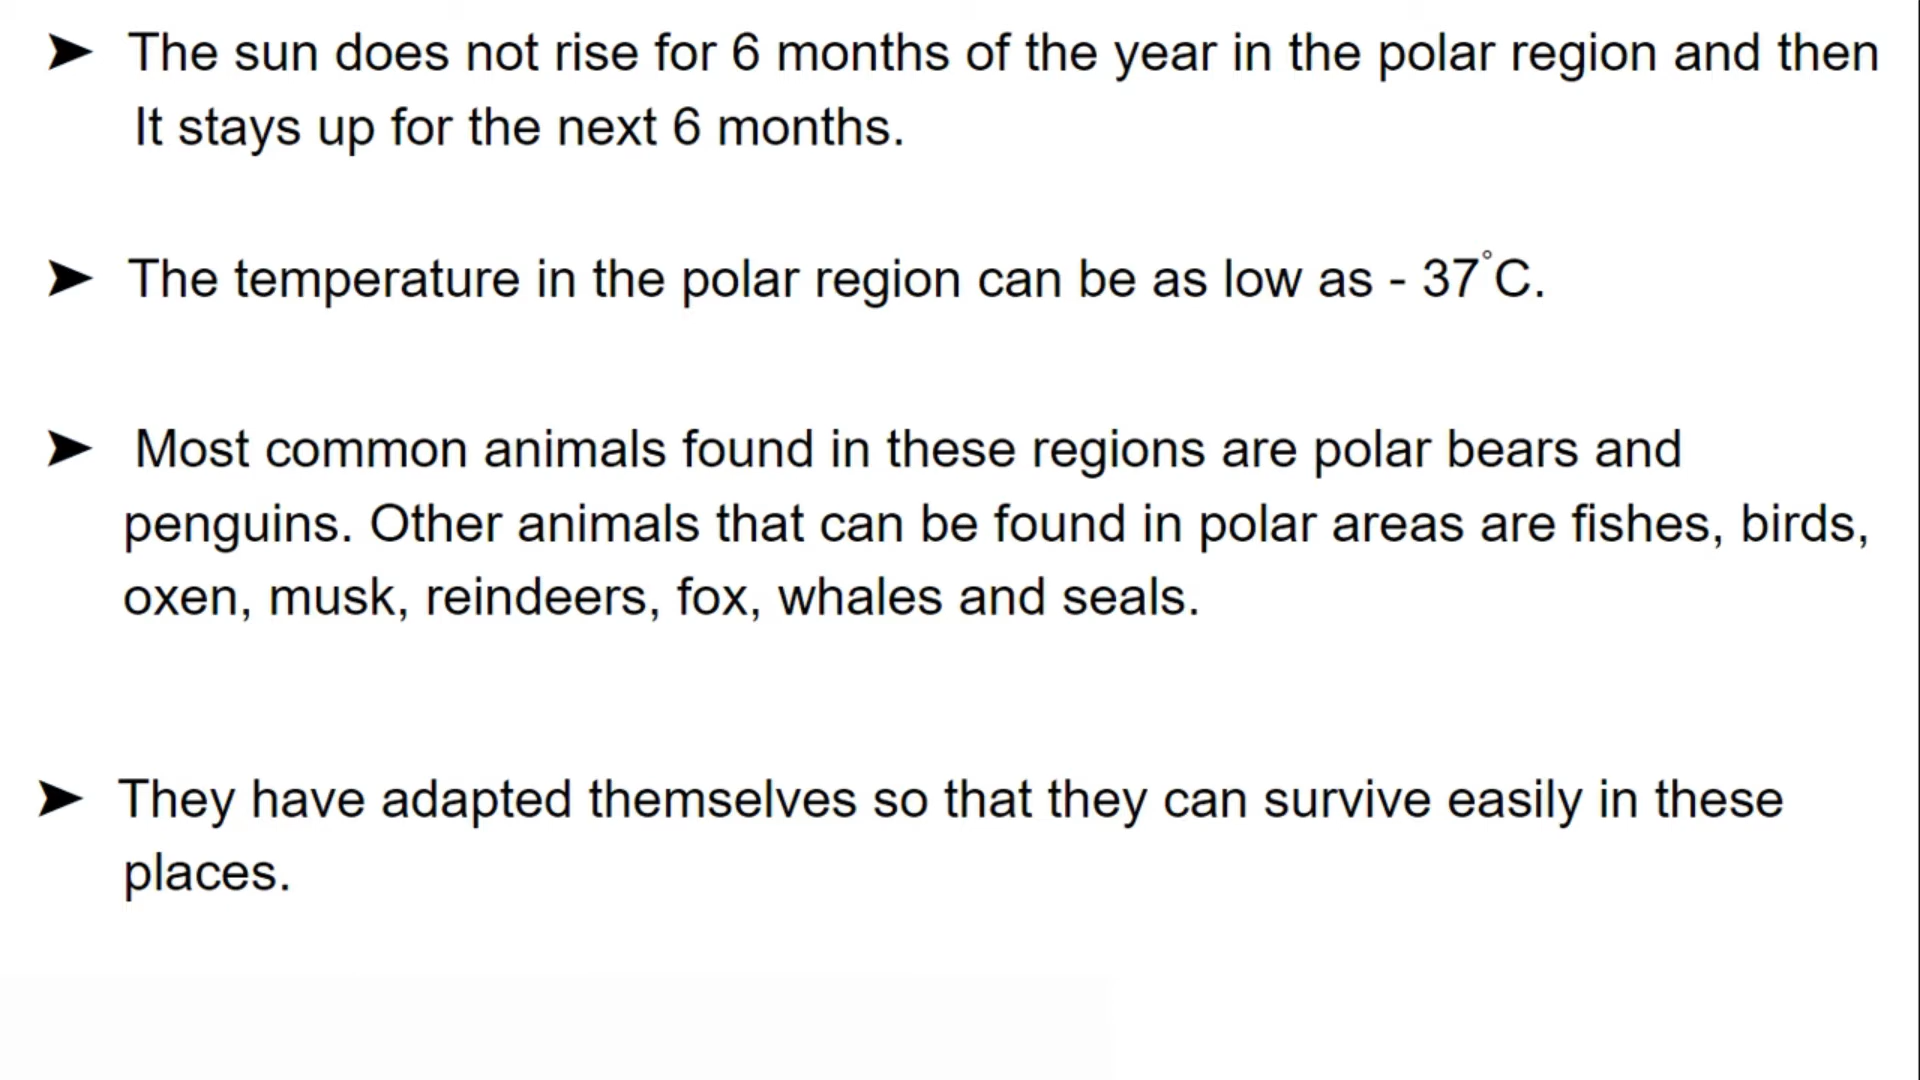 ➤ The sun does not rise for 6 months of the year in the polar region and then
It stays up for the next 6 months.
➤ The temperature in the polar region can be as low as - 37°C.
➤ Most common animals found in these regions are polar bears and
penguins. Other animals that can be found in polar areas are fishes, birds,
oxen, musk, reindeers, fox, whales and seals.
➤ They have adapted themselves so that they can survive easily in these
places.